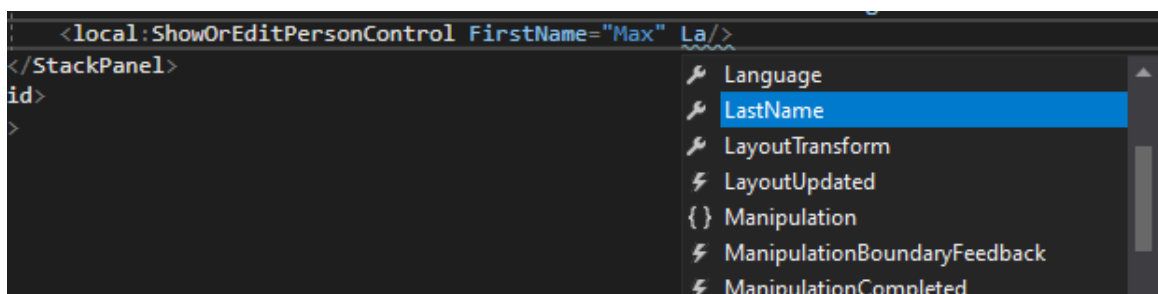 <local:ShowOrEditPersonControl FirstName="Max" La/>
</StackPanel>
id>
>
Language
LastName
LayoutTransform
LayoutUpdated
{ } Manipulation
ManipulationBoundaryFeedback
ManipulationCompleted